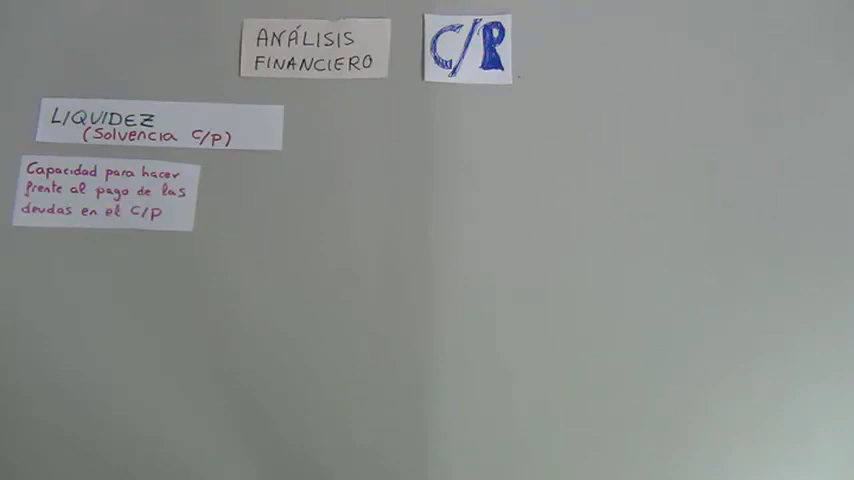 ANÁLISIS
FINANCIERO
C/P
LIQUIDEZ
(Solvencia C/P)
Capacidad para hacer
frente al pago de las
deudas en el C/P